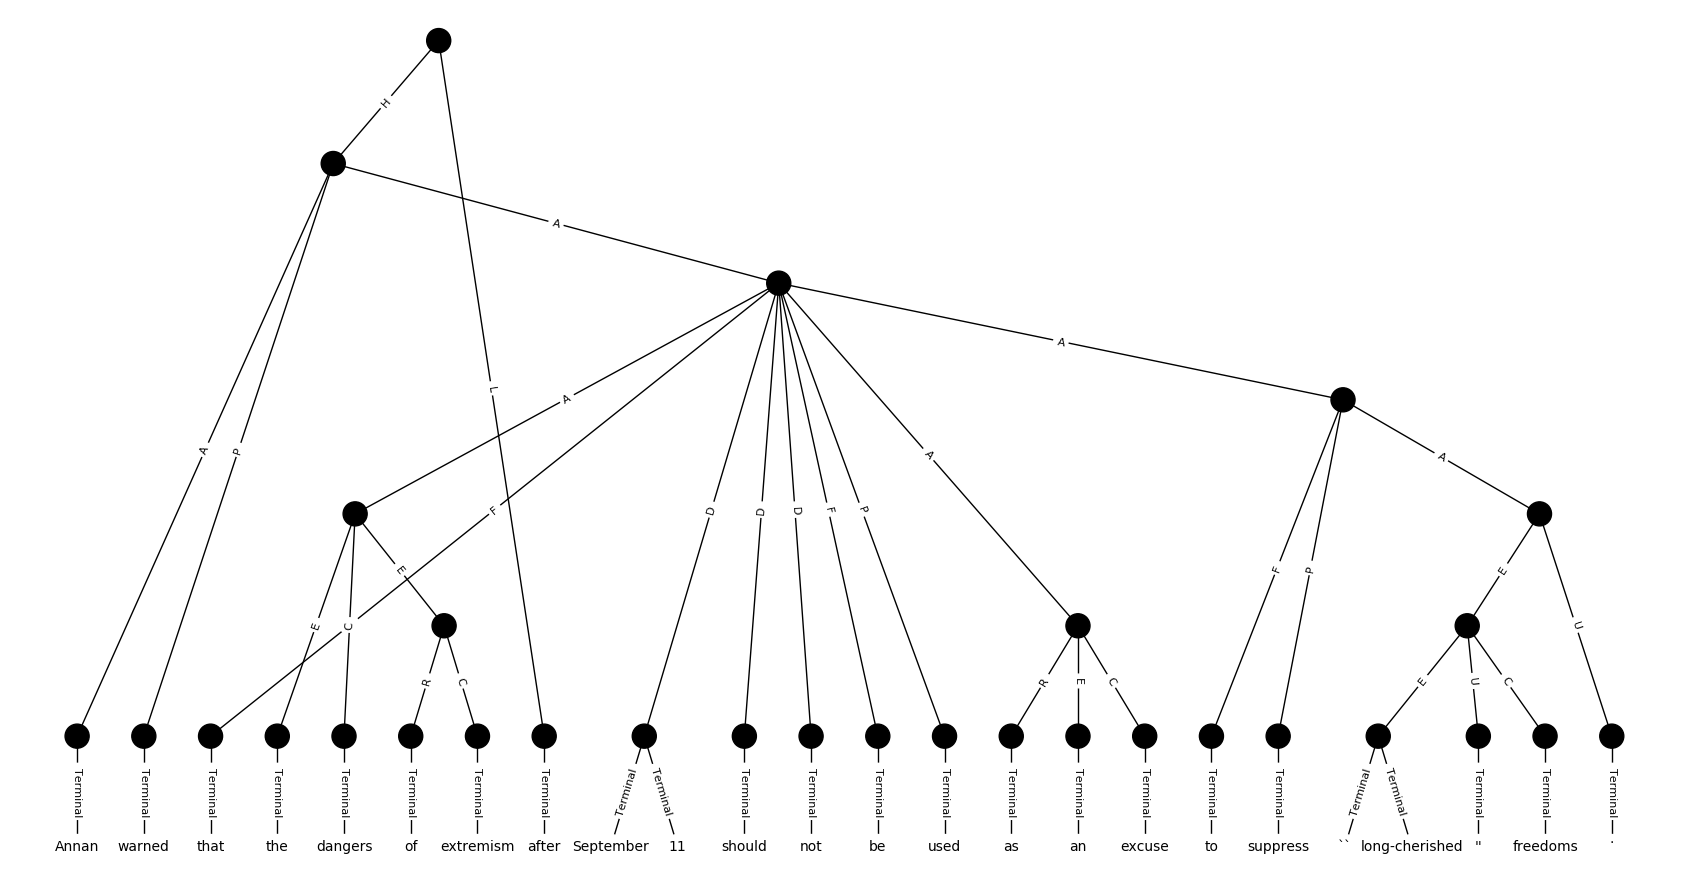 H
A
L
A
A
A
P
A
A
F
D
D
D
F
P
E
F
P
E
E
C
U
R
C
R
E
C
E
U
C
Terminal Terminal Terminal Terminal Terminal Terminal Terminal Terminal Terminal Terminal Terminal Terminal Terminal Terminal Terminal Terminal Terminal Terminal Terminal Terminal Terminal Terminal Terminal Terminal
Annan warned that the dangers of extremism after September 11 should not be used as an excuse to suppress `` long-cherished " freedoms .